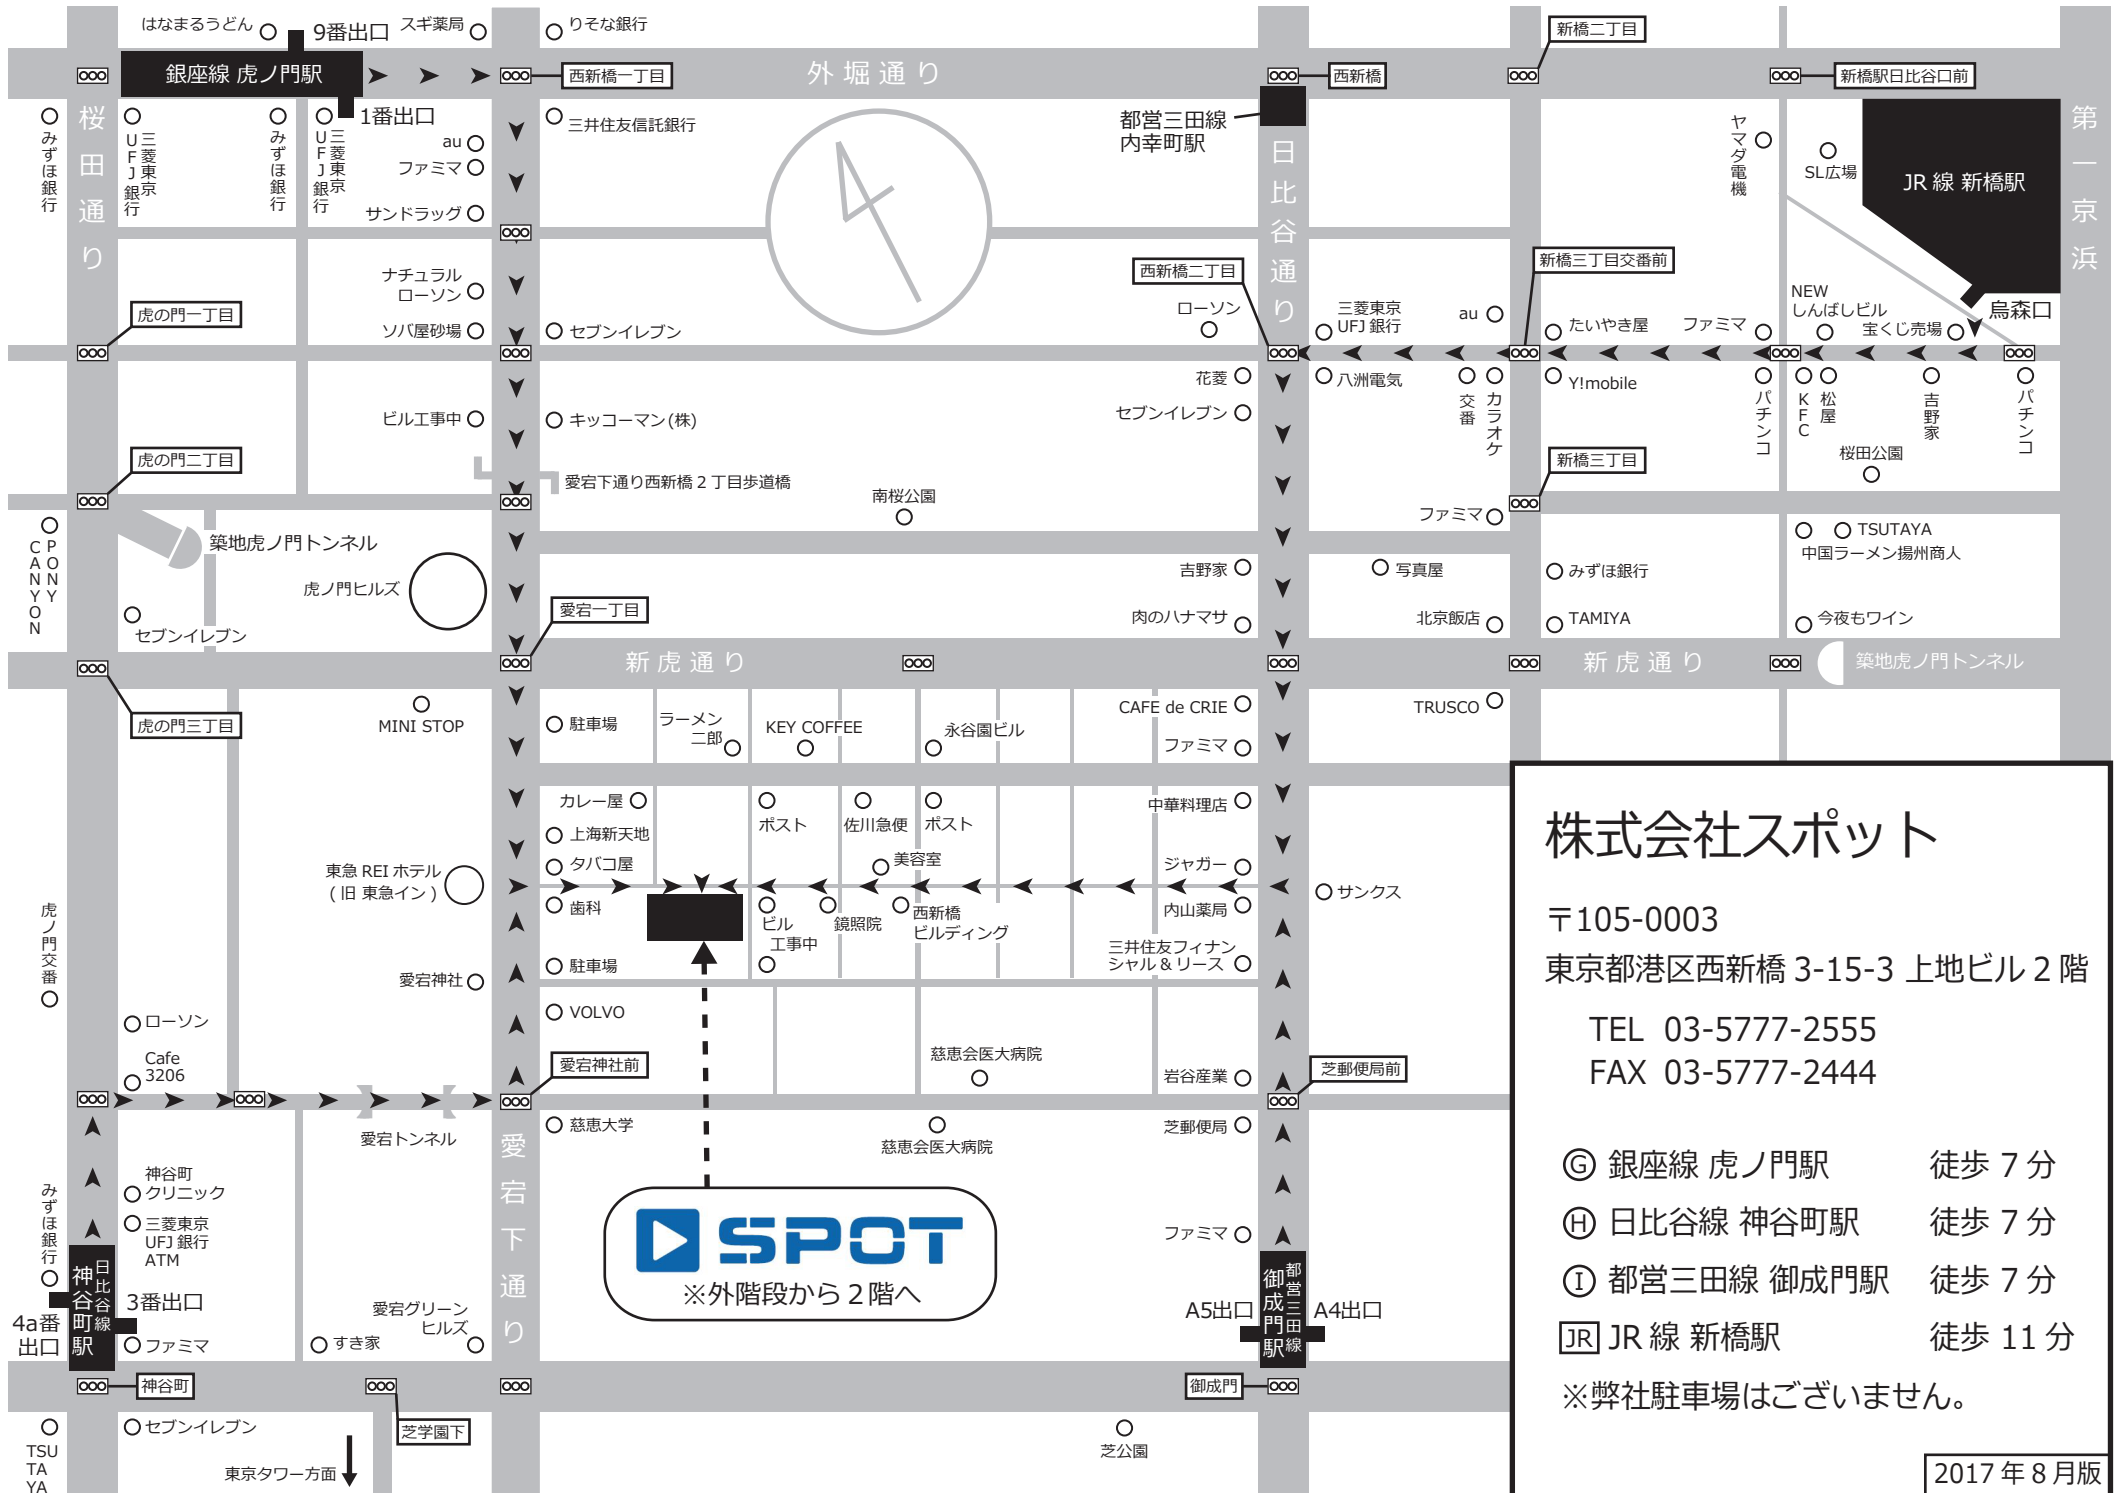 はなまるうどん
9番出口
スギ薬局
りそな銀行
新橋二丁目
銀座線 虎ノ門駅
西新橋一丁目
外堀通り
西新橋
新橋駅日比谷口前
桜田通り
みずほ銀行
三菱東京
UFJ銀行
みずほ銀行
三菱東京
UFJ銀行
1番出口
au
ファミマ
サンドラッグ
三井住友信託銀行
都営三田線
内幸町駅
日比谷通り
ヤマダ電機
SL広場
JR線 新橋駅
第一京浜
ナチュラル
ローソン
ソバ屋砂場
虎の門一丁目
セブンイレブン
西新橋二丁目
ローソン
新橋三丁目交番前
三菱東京
UFJ 銀行
au
たいやき屋
ファミマ
NEW
しんばしビル
宝くじ売場
烏森口
花菱
セブンイレブン
八洲電気
交番
カラオケ
Y!mobile
パチンコ
KFC
松屋
吉野家
パチンコ
桜田公園
ビル工事中
キッコーマン(株)
虎の門二丁目
新橋三丁目
愛宕下通り西新橋2丁目歩道橋
南桜公園
ファミマ
PONY
CANYON
築地虎ノ門トンネル
虎ノ門ヒルズ
セブンイレブン
愛宕一丁目
吉野家
肉のハナマサ
写真屋
北京飯店
みずほ銀行
TAMIYA
TSUTAYA
中国ラーメン揚州商人
今夜もワイン
新虎通り
新虎通り
築地虎ノ門トンネル
虎の門三丁目
MINI STOP
駐車場
ラーメン
二郎
KEY COFFEE
永谷園ビル
CAFE de CRIE
ファミマ
TRUSCO
カレー屋
上海新天地
タバコ屋
ポスト
佐川急便
ポスト
美容室
中華料理店
ジャガー
東急 REI ホテル
(旧 東急イン)
サンクス
歯科
ビル
工事中
鏡照院
西新橋
ビルディング
内山薬局
三井住友フィナン
シャル & リース
駐車場
虎ノ門交番
愛宕神社
VOLVO
ローソン
Cafe
3206
愛宕神社前
慈恵会医大病院
岩谷産業
芝郵便局前
愛宕トンネル
慈恵大学
慈恵会医大病院
芝郵便局
愛宕下通り
神谷町
クリニック
三菱東京
UFJ 銀行
ATM
みずほ銀行
日比谷線
神谷町駅
3番出口
4a番
出口
ファミマ
すき家
愛宕グリーン
ヒルズ
SPOT
※外階段から2階へ
ファミマ
都営三田線
御成門駅
A5出口
A4出口
神谷町
御成門
芝学園下
TSU
TA
YA
セブンイレブン
東京タワー方面
芝公園
株式会社スポット
〒105-0003
東京都港区西新橋 3-15-3 上地ビル 2 階
TEL 03-5777-2555
FAX 03-5777-2444
G 銀座線 虎ノ門駅 徒歩 7 分
H 日比谷線 神谷町駅 徒歩 7 分
I 都営三田線 御成門駅 徒歩 7 分
JR JR 線 新橋駅 徒歩 11 分
※弊社駐車場はございません。
2017 年 8 月版